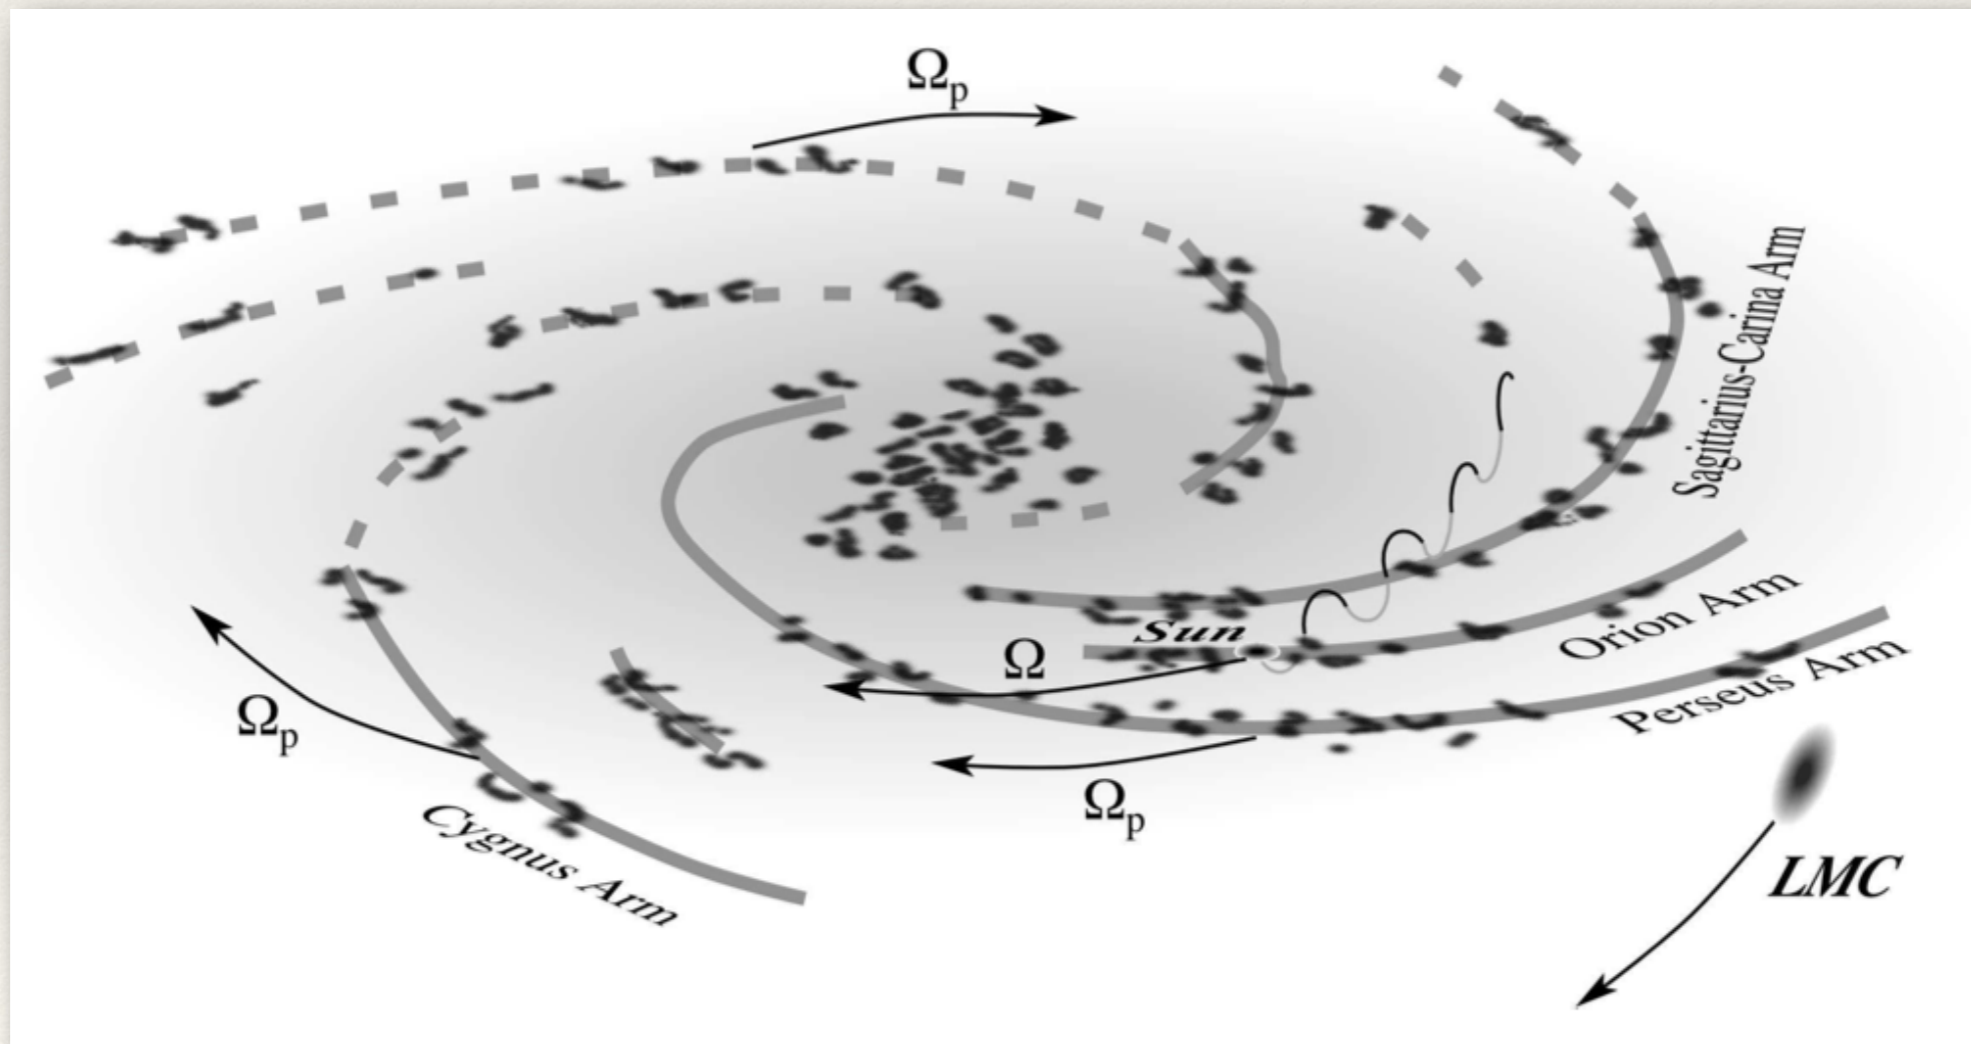 Ωp
Sagittarius-Carina Arm
Sun
Ω
Orion Arm
Perseus Arm
Ωp
Ωp
Cygnus Arm
LMC